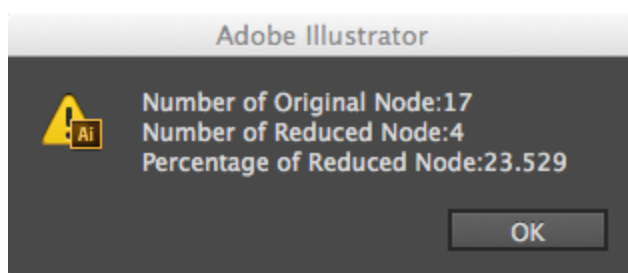 Adobe Illustrator
Number of Original Node:17
Number of Reduced Node:4
Percentage of Reduced Node:23.529
Ai
OK